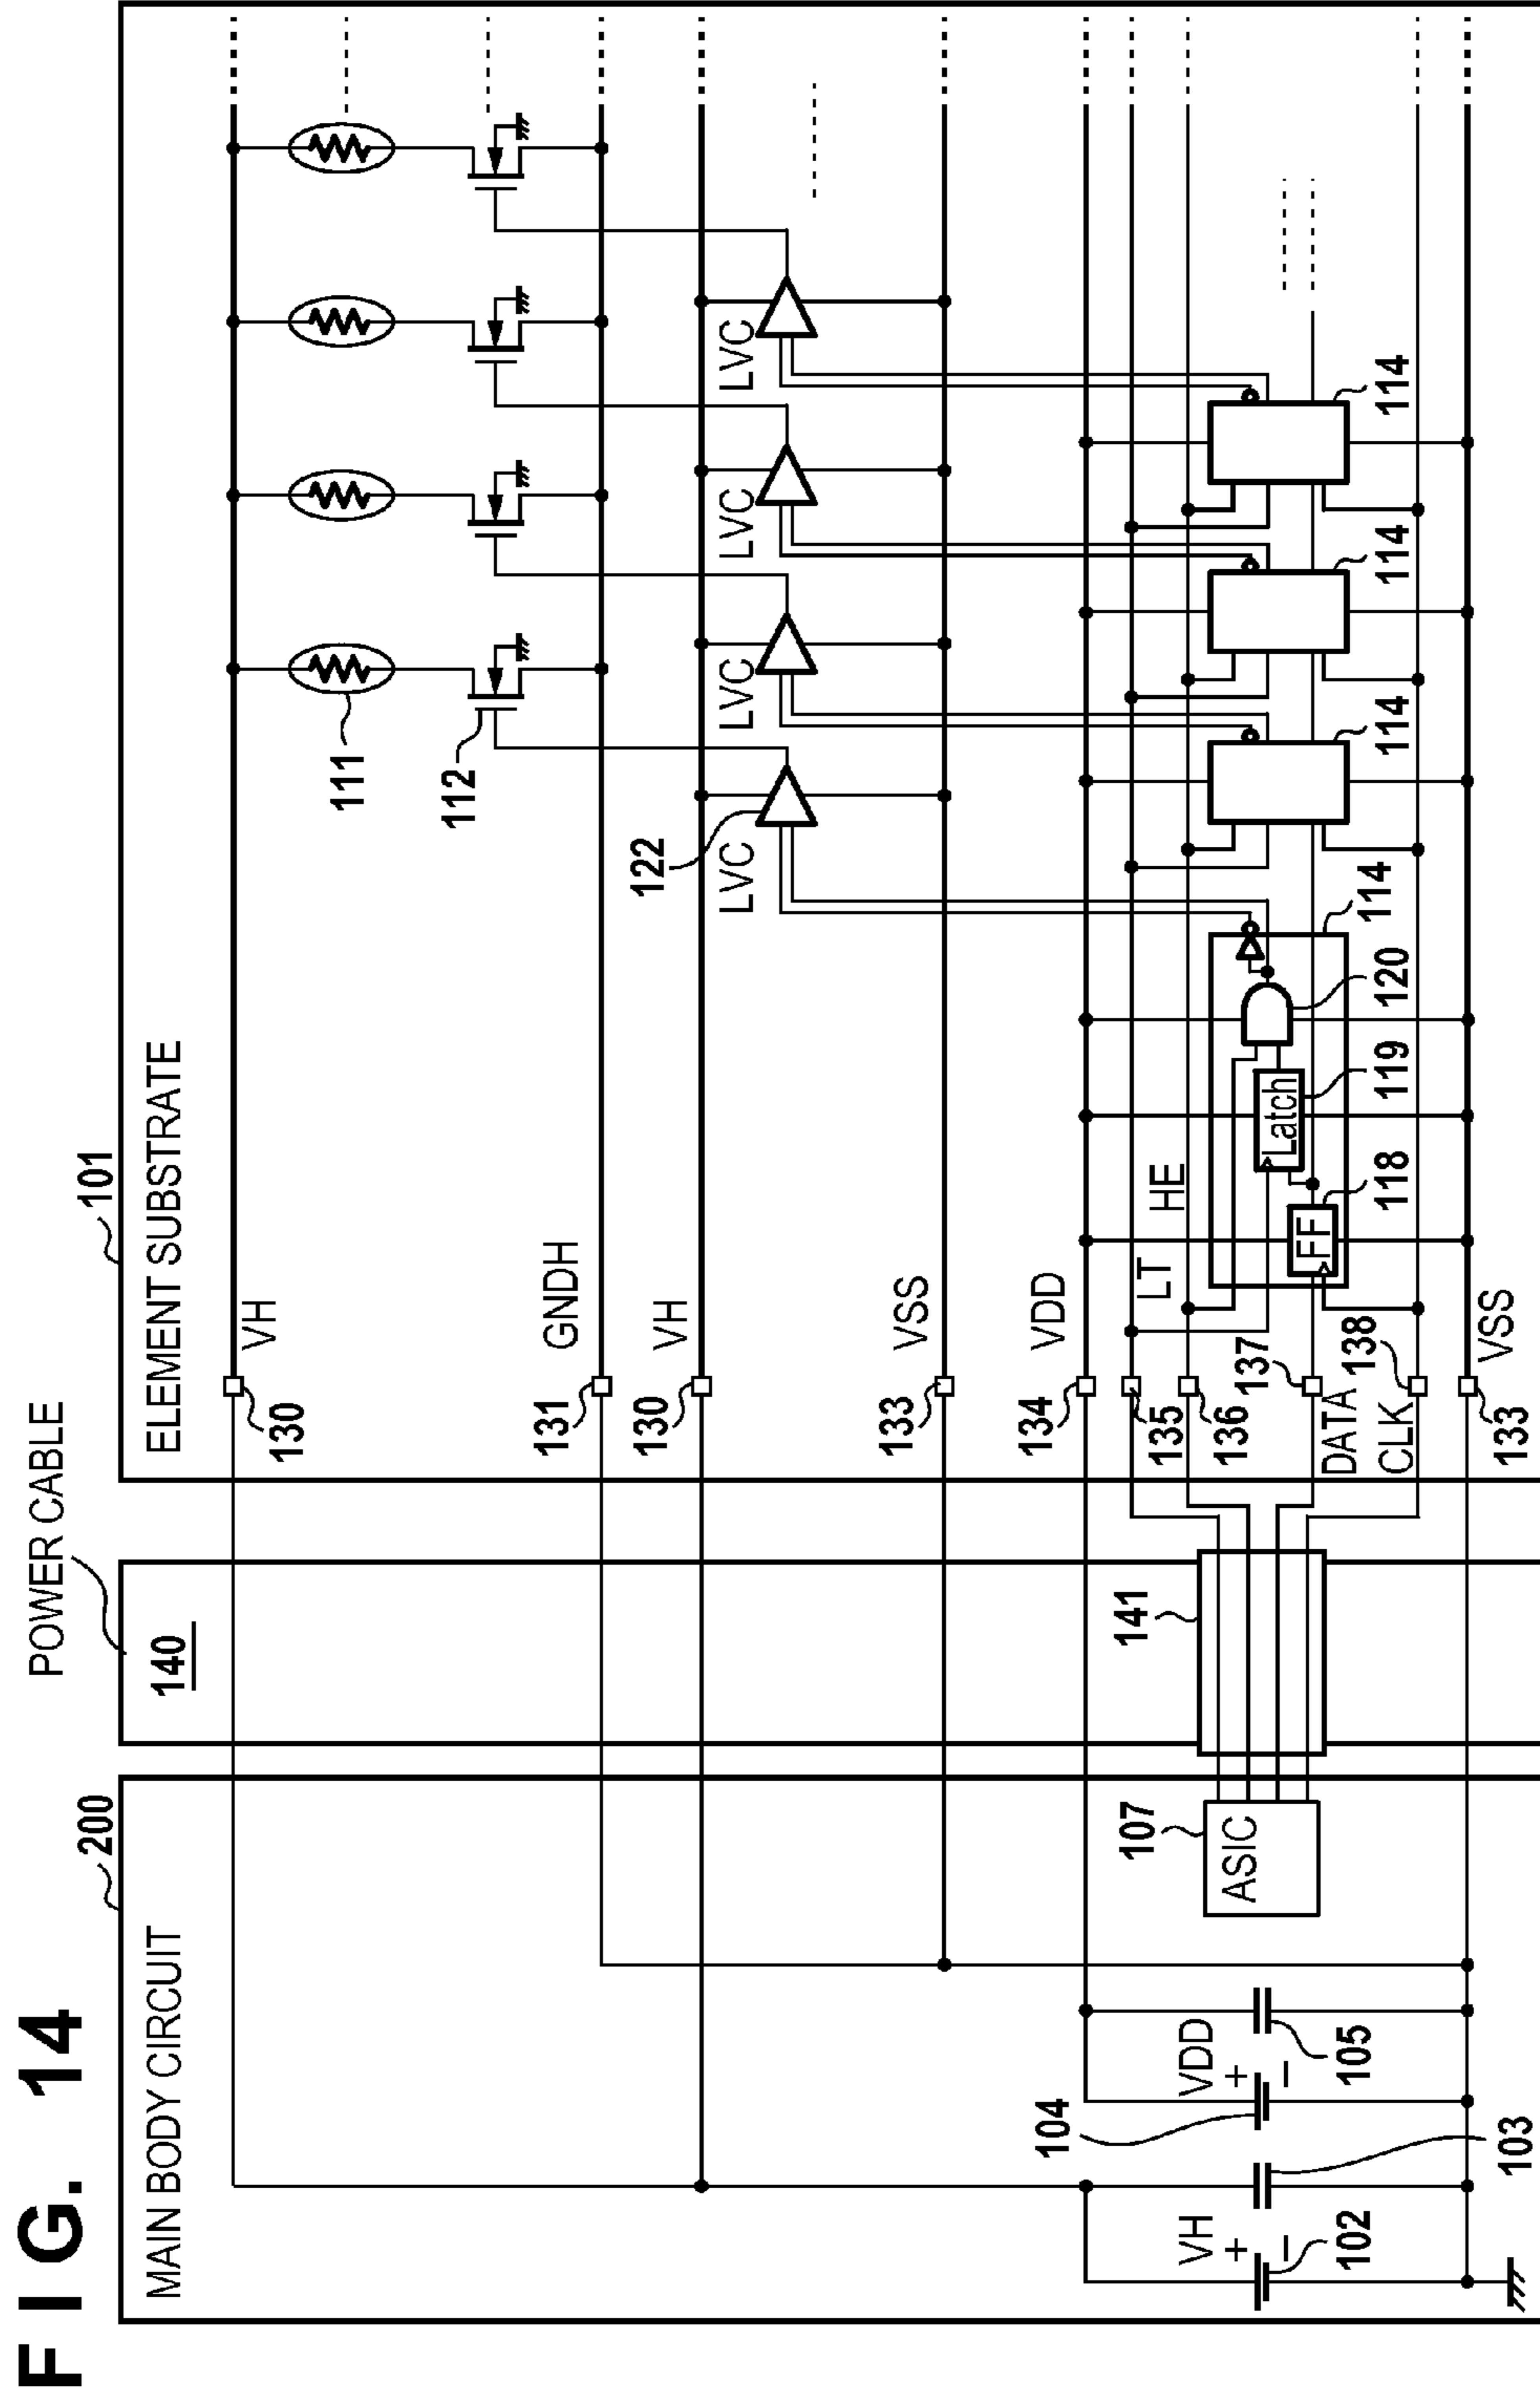 F I G. 14
MAIN BODY CIRCUIT
200
POWER CABLE
140
ELEMENT SUBSTRATE
101
VH
130
GNDH
131
VH
130
VSS
133
VDD
134
LT
135
HE
136
DATA
137
CLK
138
VSS
133
111
112
122
LVC
LVC
LVC
LVC
FF
118
Latch
119
120
114
114
114
114
141
107
ASIC
VH
+
−
102
103
104
VDD
+
−
105